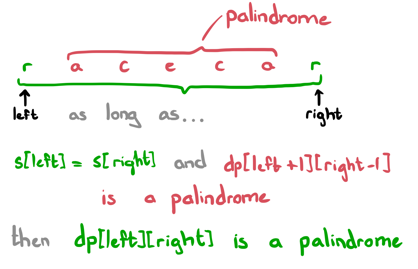 palindrome
r a c e c a r
left as long as... right
s[left] = s[right] and dp[left+1][right-1]
is a palindrome
then dp[left][right] is a palindrome